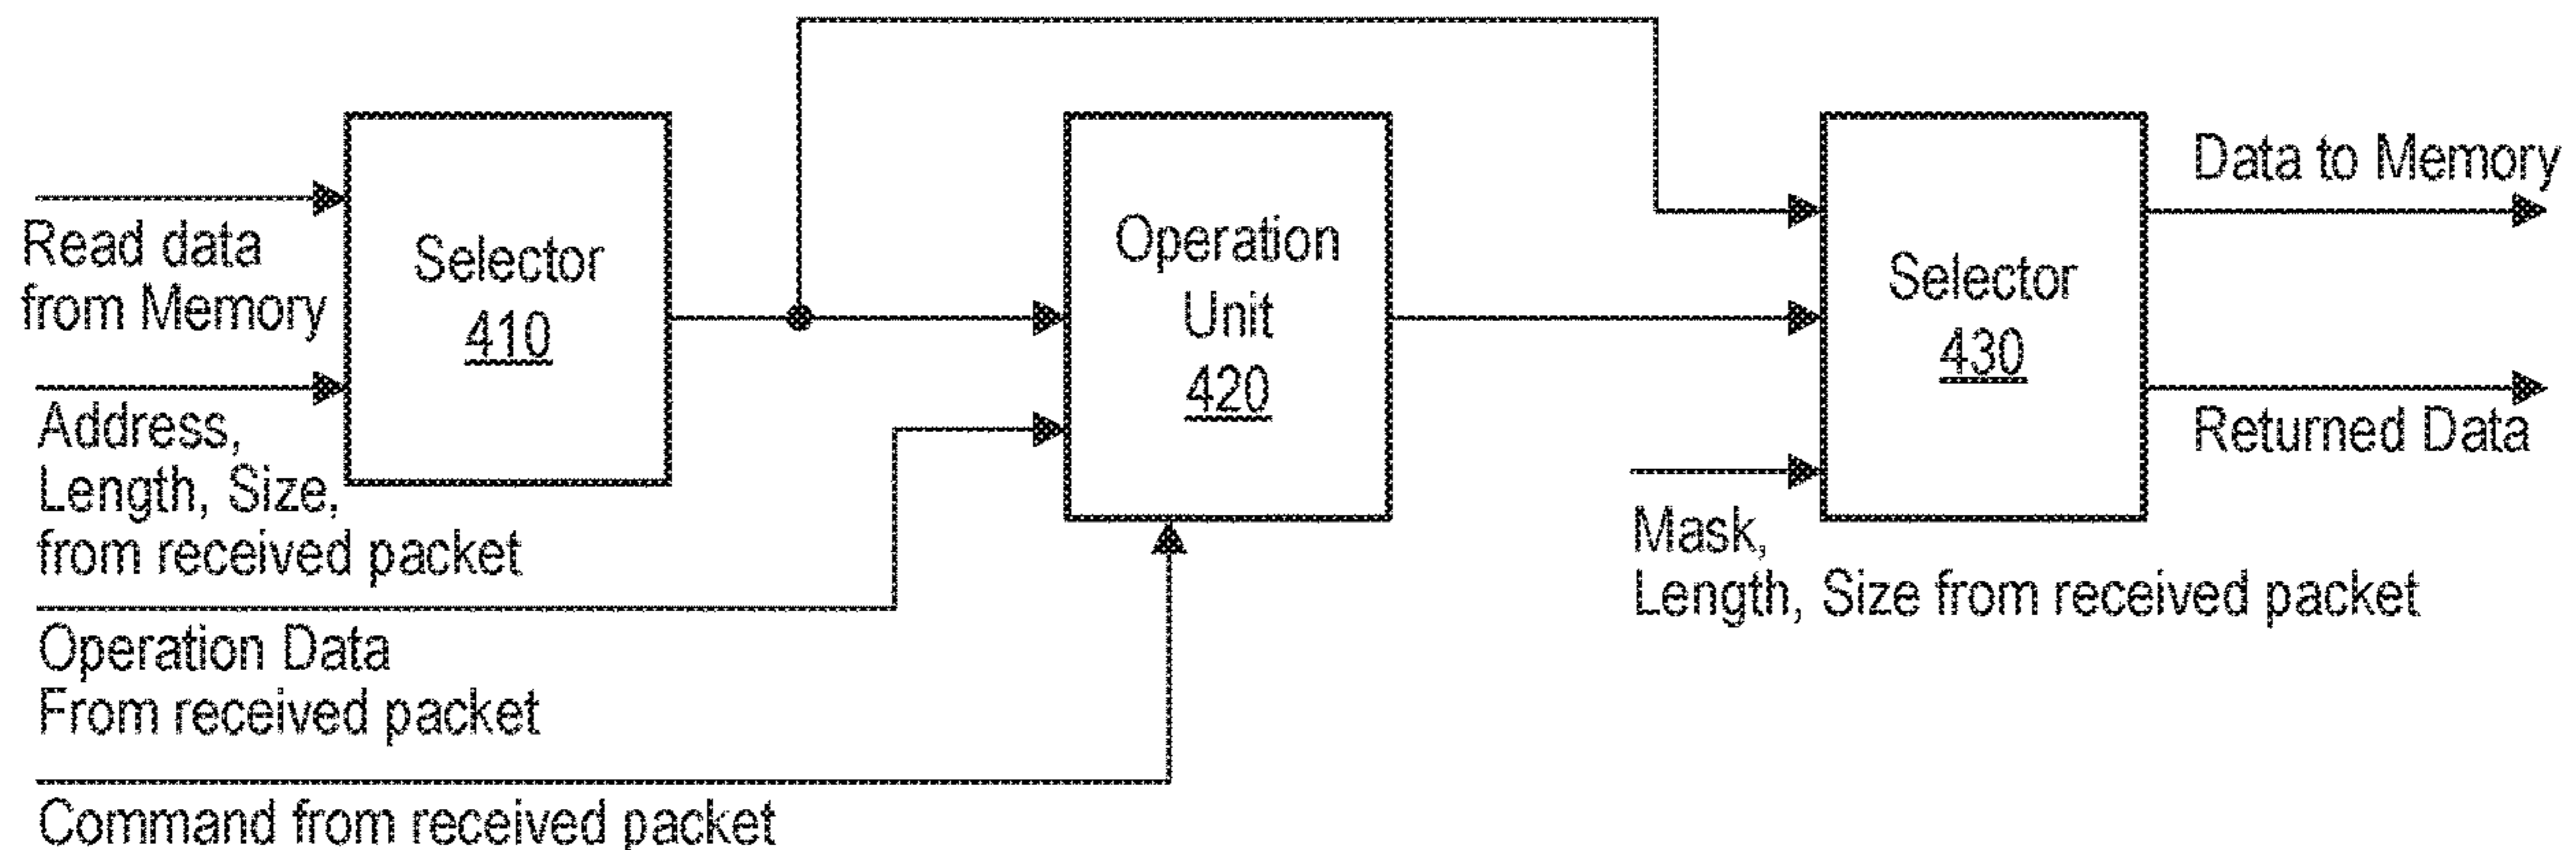 Read data
from Memory
Address,
Length, Size,
from received packet
Operation Data
From received packet
Command from received packet
Selector
410
Operation
Unit
420
Selector
430
Mask,
Length, Size from received packet
Data to Memory
Returned Data